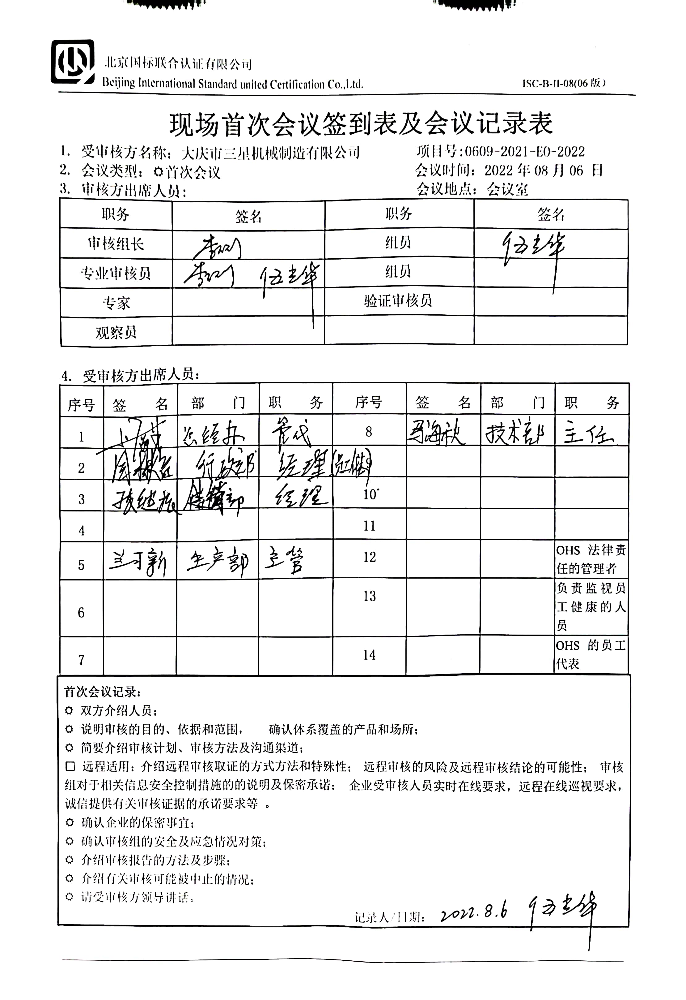 北京国标联合认证有限公司
Beijing International Standard united Certification Co.,Ltd.
ISC-B-II-08(06 版)
现场首次会议签到表及会议记录表
1. 受审核方名称：大庆市三星机械制造有限公司 项目号:0609-2021-EO-2022
2. 会议类型：首次会议 会议时间：2022 年 08 月 06 日
3. 审核方出席人员： 会议地点：会议室
职务 签名 职务 签名
审核组长 组员 伍光华
专业审核员 伍光华 组员
专家 验证审核员
观察员
4. 受审核方出席人员：
序号 签 名 部 门 职 务 序号 签 名 部 门 职 务
1 总经办 管代 8 马海秋 技术部 主任
2 行政部 经理
3 部 经理 10
4 11
5 兰可新 生产部 主管 12 OHS 法律责
任的管理者
6 13 负责监视员
工健康的人
员
7 14 OHS 的员工
代表
首次会议记录：
双方介绍人员；
说明审核的目的、依据和范围， 确认体系覆盖的产品和场所；
简要介绍审核计划、审核方法及沟通渠道；
□ 远程适用：介绍远程审核取证的方式方法和特殊性； 远程审核的风险及远程审核结论的可能性； 审核
组对于相关信息安全控制措施的的说明及保密承诺； 企业受审核人员实时在线要求，远程在线巡视要求，
诚信提供有关审核证据的承诺要求等 。
确认企业的保密事宜；
确认审核组的安全及应急情况对策；
介绍审核报告的方法及步骤；
介绍有关审核可能被中止的情况；
请受审核方领导讲话。
记录人/日期： 2022.8.6 伍光华